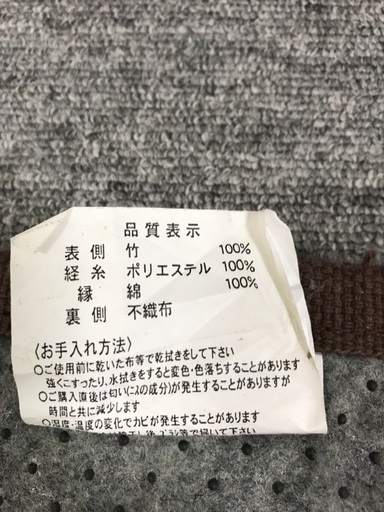 品質表示
表側 竹 100%
経糸 ポリエステル 100%
縁 綿 100%
裏側 不織布
〈お手入れ方法〉
○ご使用前に乾いた布等で乾拭きをして下さい
強くこすったり,水拭きをすると変色・色落ちすることがあります
○ご購入直後は匂い(の成分)が発生することがありますが
時間と共に減少します
○湿度・温度の変化でカビが発生することがあります